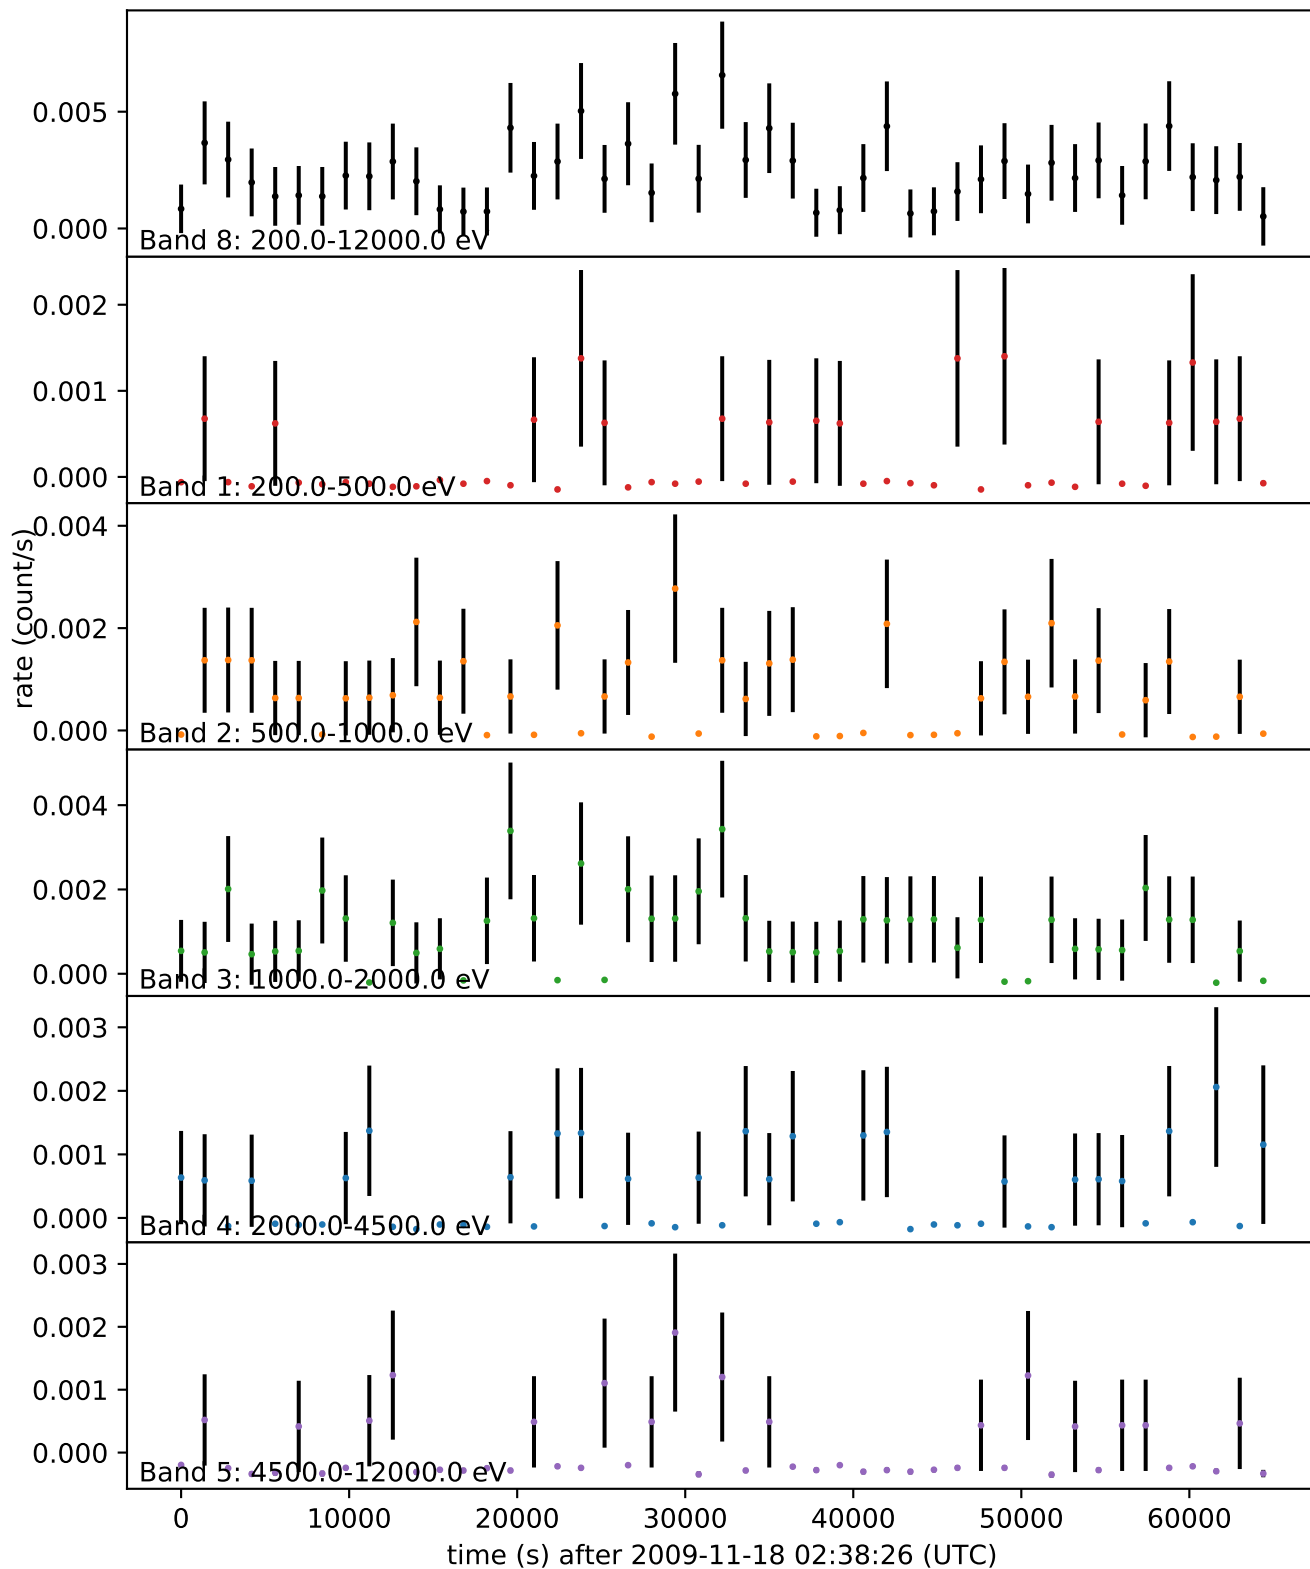 0.005
0.000
Band 8: 200.0-12000.0 eV
0.002
0.001
0.000
Band 1: 200.0-500.0 eV
rate (count/s)
0.004
0.002
0.000
Band 2: 500.0-1000.0 eV
0.004
0.002
0.000
Band 3: 1000.0-2000.0 eV
0.003
0.002
0.001
0.000
Band 4: 2000.0-4500.0 eV
0.003
0.002
0.001
0.000
Band 5: 4500.0-12000.0 eV
0 10000 20000 30000 40000 50000 60000
time (s) after 2009-11-18 02:38:26 (UTC)